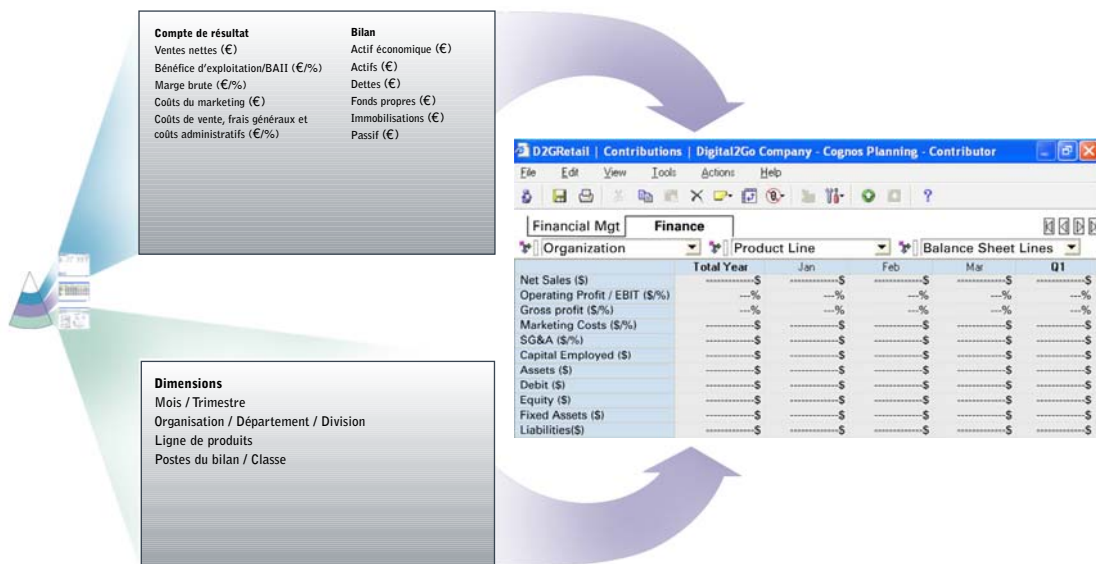 Compte de résultat
Ventes nettes (€)
Bénéfice d'exploitation/BAII (€/%)
Marge brute (€/%)
Coûts du marketing (€)
Coûts de vente, frais généraux et
coûts administratifs (€/%)
Bilan
Actif économique (€)
Actifs (€)
Dettes (€)
Fonds propres (€)
Immobilisations (€)
Passif (€)
Dimensions
Mois / Trimestre
Organisation / Département / Division
Ligne de produits
Postes du bilan / Classe
D2GRetail | Contributions | Digital2Go Company - Cognos Planning - Contributor
File Edit View Tools Actions Help
Financial Mgt Finance
Organization Product Line Balance Sheet Lines
Total Year Jan Feb Mar Q1
Net Sales ($) ------------$ ------------$ ------------$ ------------$ ------------$
Operating Profit / EBIT ($/%) ---% ---% ---% ---% ---%
Gross profit ($/%) ---% ---% ---% ---% ---%
Marketing Costs ($/%) ------------$ ------------$ ------------$ ------------$ ------------$
SG&A ($/%) ------------$ ------------$ ------------$ ------------$ ------------$
Capital Employed ($) ------------$ ------------$ ------------$ ------------$ ------------$
Assets ($) ------------$ ------------$ ------------$ ------------$ ------------$
Debit ($) ------------$ ------------$ ------------$ ------------$ ------------$
Equity ($) ------------$ ------------$ ------------$ ------------$ ------------$
Fixed Assets ($) ------------$ ------------$ ------------$ ------------$ ------------$
Liabilities($) ------------$ ------------$ ------------$ ------------$ ------------$